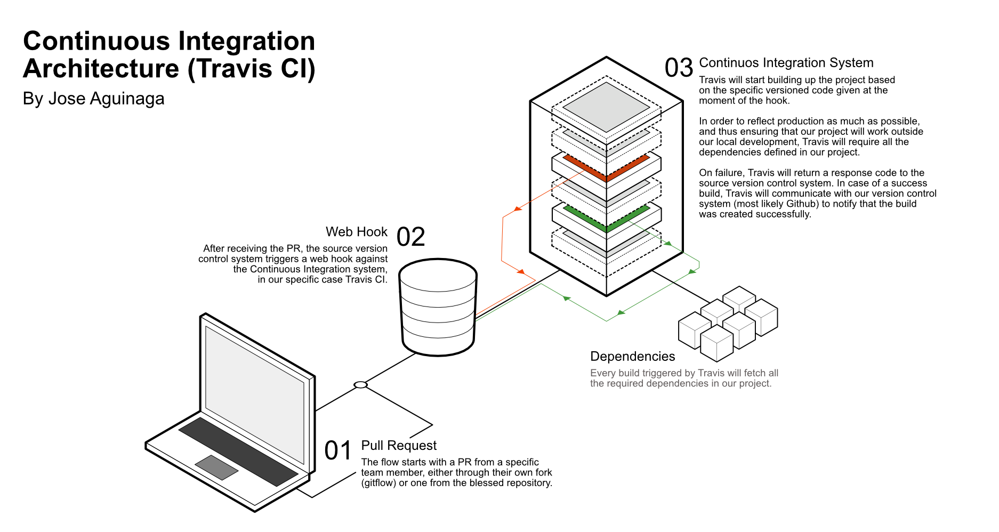 Continuous Integration
Architecture (Travis CI)
By Jose Aguinaga
03
Continuos Integration System
Travis will start building up the project based
on the specific versioned code given at the
moment of the hook.
In order to reflect production as much as possible,
and thus ensuring that our project will work outside
our local development, Travis will require all the
dependencies defined in our project.
On failure, Travis will return a response code to the
source version control system. In case of a success
build, Travis will communicate with our version control
system (most likely Github) to notify that the build
was created successfully.
Web Hook
02
After receiving the PR, the source version
control system triggers a web hook against
the Continuous Integration system,
in our specific case Travis CI.
Dependencies
Every build triggered by Travis will fetch all
the required dependencies in our project.
01
Pull Request
The flow starts with a PR from a specific
team member, either through their own fork
(gitflow) or one from the blessed repository.